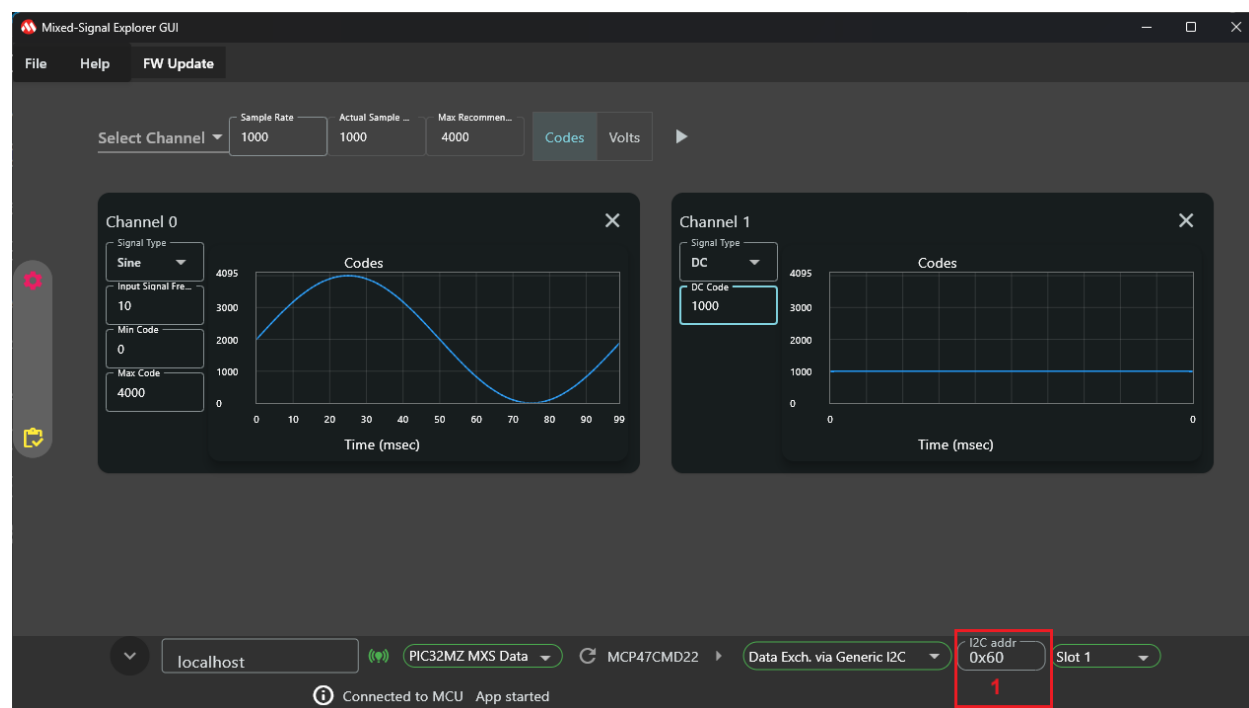 Mixed-Signal Explorer GUI
File Help FW Update
Select Channel
Sample Rate
1000
Actual Sample ...
1000
Max Recommen...
4000
Codes Volts
Channel 0
Signal Type
Sine
Input Signal Fre...
10
Min Code
0
Max Code
4000
Codes
4095
3000
2000
1000
0
0 10 20 30 40 50 60 70 80 90 99
Time (msec)
Channel 1
Signal Type
DC
DC Code
1000
Codes
4095
3000
2000
1000
0
0 0
Time (msec)
localhost
PIC32MZ MXS Data
MCP47CMD22
Data Exch. via Generic I2C
I2C addr
0x60
1
Slot 1
Connected to MCU App started